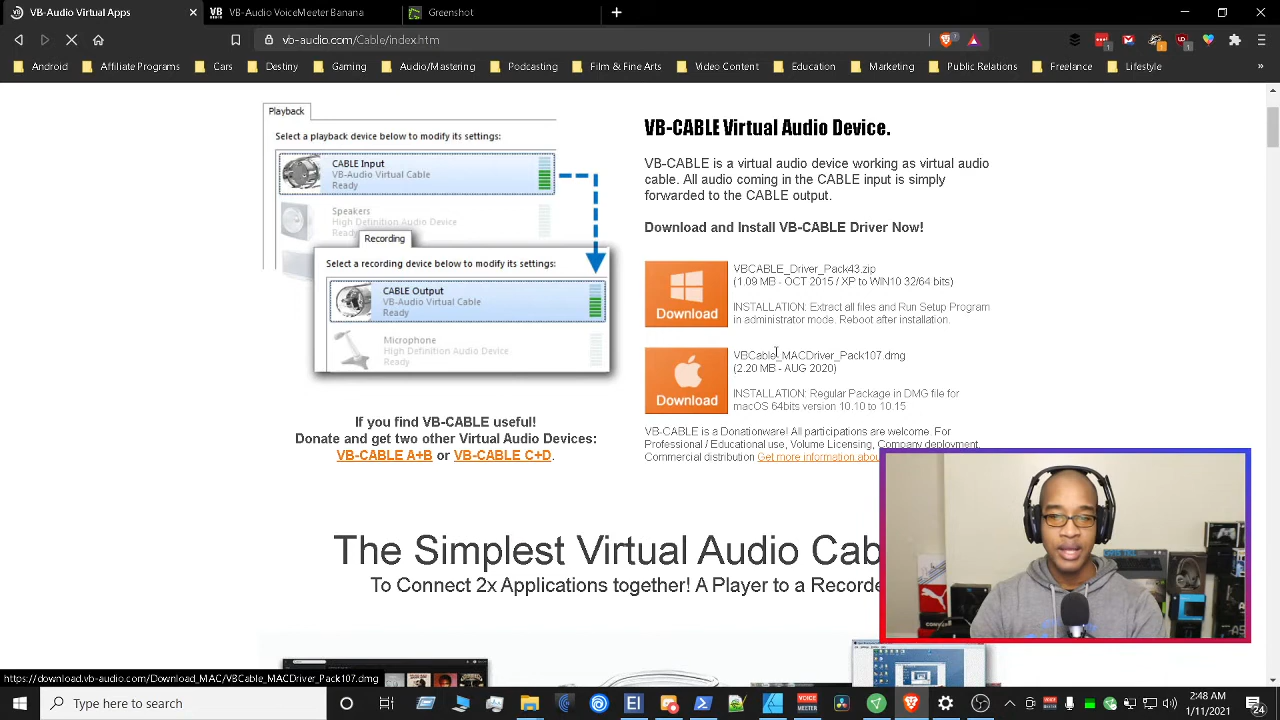 VB-Audio Virtual Apps
VB-Audio VoiceMeeter Banana
Greenshot
vb-audio.com/Cable/index.htm
Android
Affiliate Programs
Cars
Destiny
Gaming
Audio/Mastering
Podcasting
Film & Fine Arts
Video Content
Education
Marketing
Public Relations
Freelance
Lifestyle
Playback
Select a playback device below to modify its settings:
CABLE Input
VB-Audio Virtual Cable
Ready
Speakers
High Definition Audio Device
Ready
Recording
Select a recording device below to modify its settings:
CABLE Output
VB-Audio Virtual Cable
Ready
Microphone
High Definition Audio Device
Ready
If you find VB-CABLE useful!
Donate and get two other Virtual Audio Devices:
VB-CABLE A+B or VB-CABLE C+D.
VB-CABLE Virtual Audio Device.
VB-CABLE is a virtual audio device working as virtual audio
cable. All audio coming in the CABLE input is simply
forwarded to the CABLE output.
Download and Install VB-CABLE Driver Now!
Download
VBCABLE_Driver_Pack43.zip
(1.09 MB - OCT 2015 / XP to WIN10 32/64 bits)
INSTALLATION: Extract all files and Run Setup Program
in administrator mode. Reboot after installation.
Download
VBCable_MACDriver_Pack107.dmg
(2.20 MB - AUG 2020)
INSTALLATION: Regular Package in DMG file for
macOS 64bits version 10.10 to 10.15
VB-CABLE is a Donationware! All participations are welcome. For
Professional / Educational use, Volume Licensing, Company deployment,
Commercial distribution Get more information abou
The Simplest Virtual Audio Cab
To Connect 2x Applications together! A Player to a Recorde
https://download.vb-audio.com/Download_MAC/VBCable_MACDriver_Pack107.dmg
Type here to search
EI
VOICE
MEETER
2:48 AM
1/11/2021
24